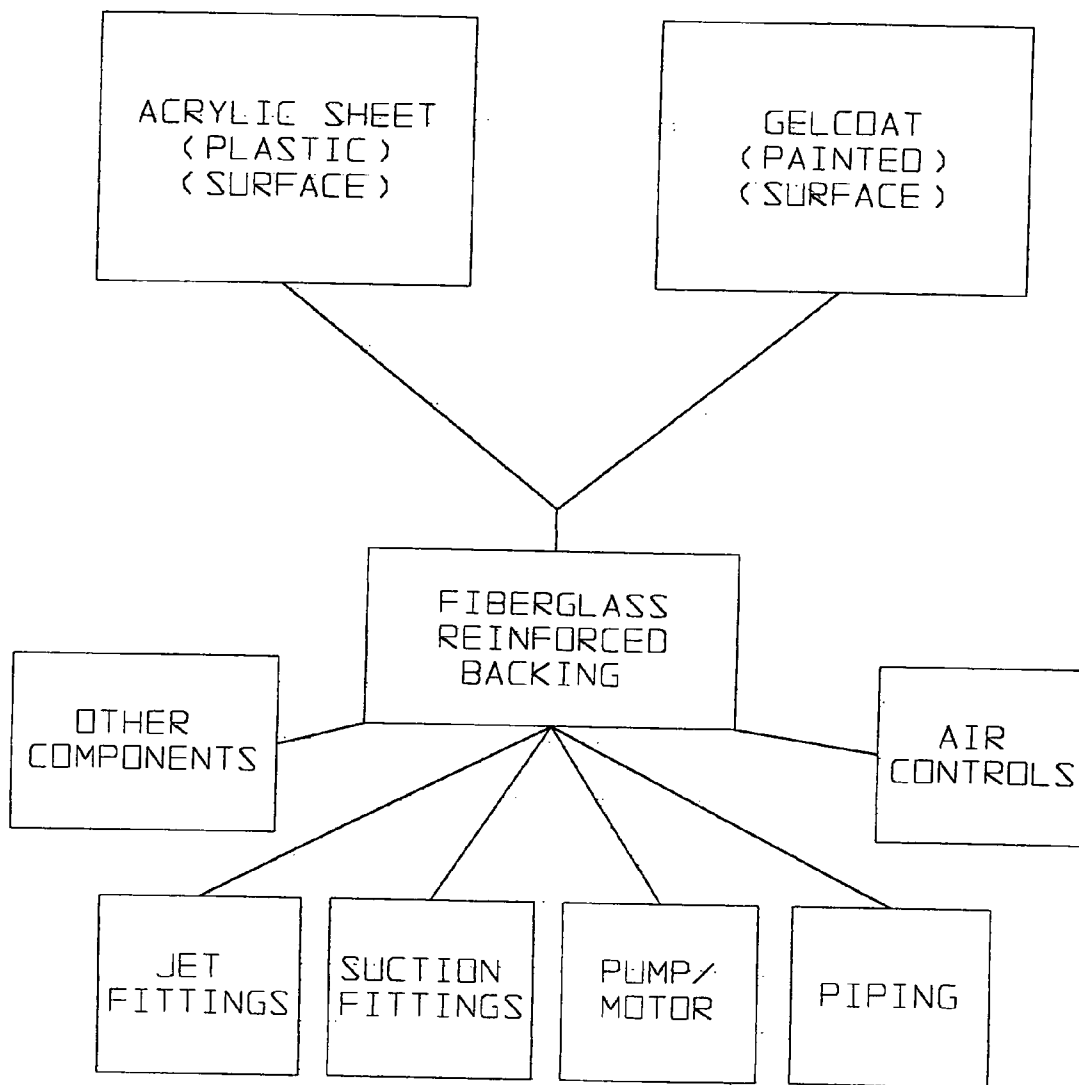 ACRYLIC SHEET
(PLASTIC)
(SURFACE)
GELCOAT
(PAINTED)
(SURFACE)
FIBERGLASS
REINFORCED
BACKING
OTHER
COMPONENTS
AIR
CONTROLS
JET
FITTINGS
SUCTION
FITTINGS
PUMP/
MOTOR
PIPING